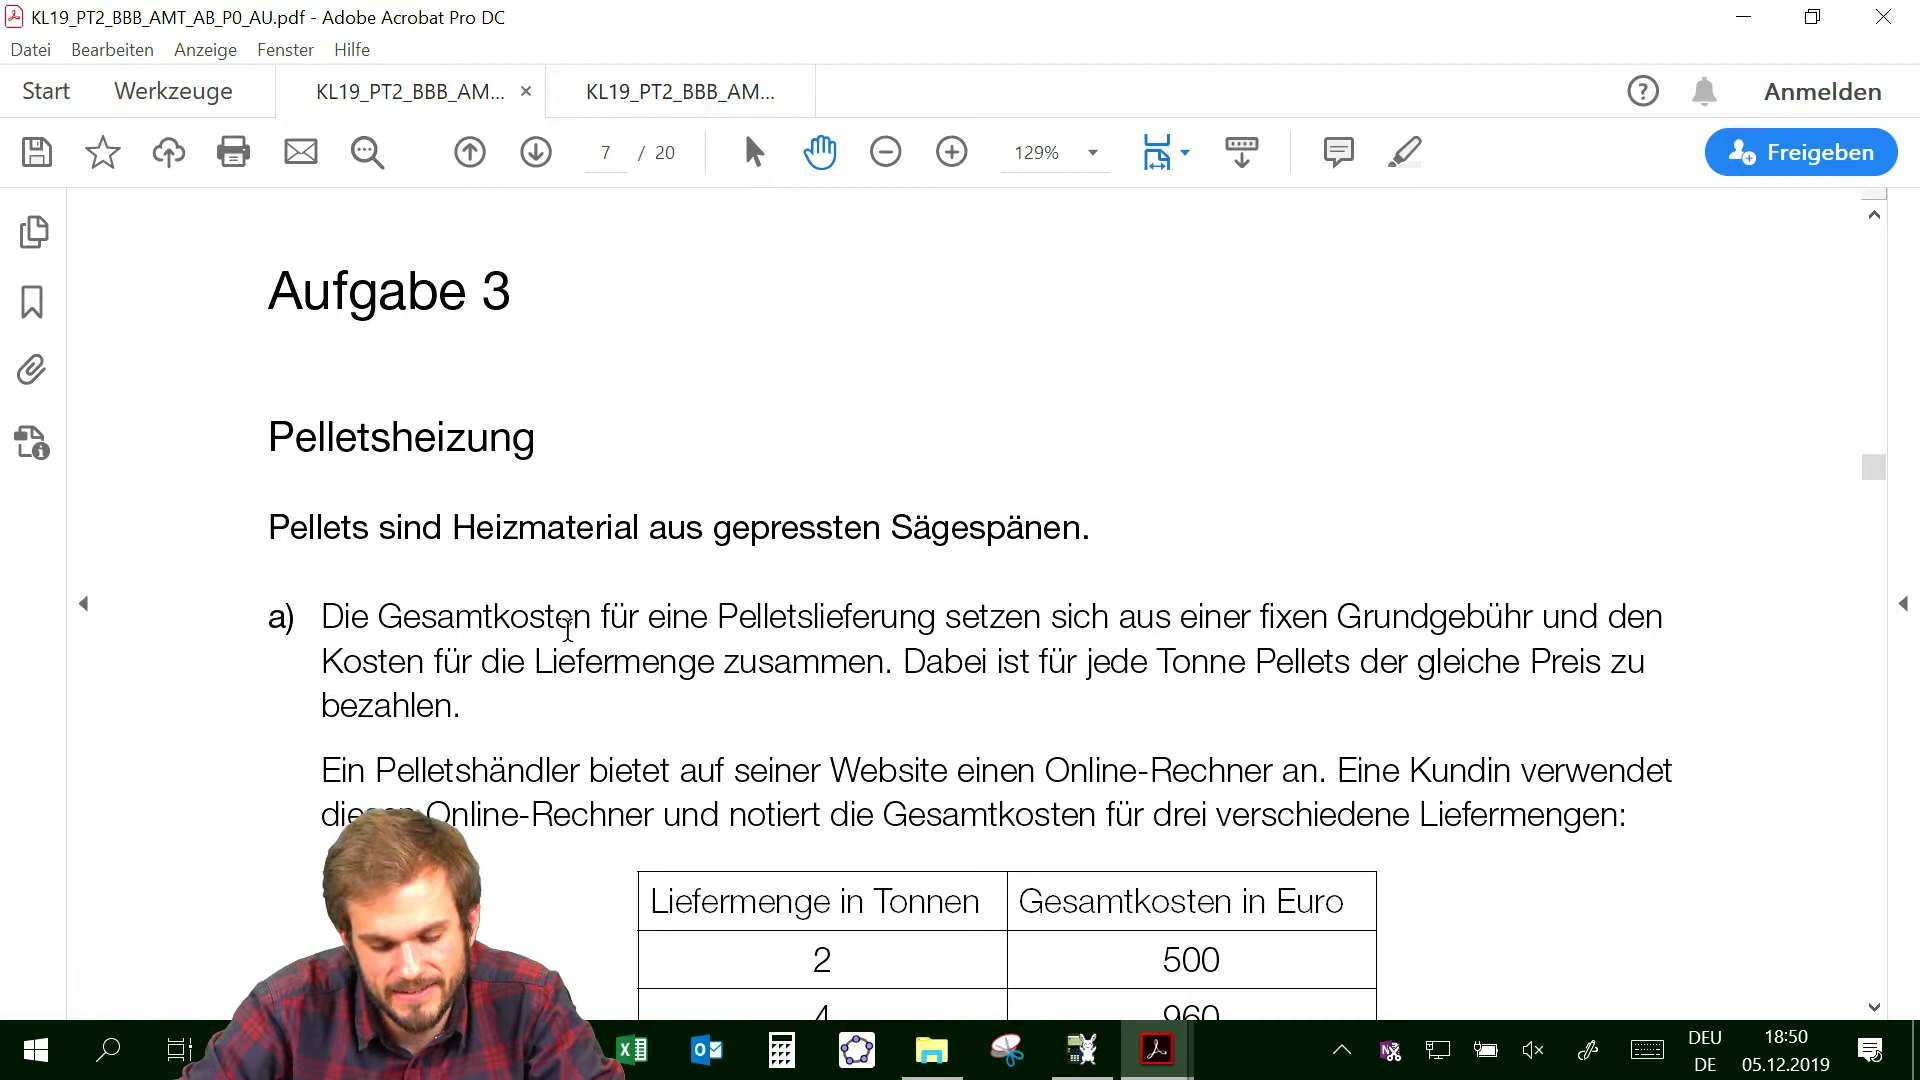 KL19_PT2_BBB_AMT_AB_P0_AU.pdf - Adobe Acrobat Pro DC
Datei Bearbeiten Anzeige Fenster Hilfe
Start Werkzeuge KL19_PT2_BBB_AM... × KL19_PT2_BBB_AM... Anmelden
7 / 20 129% Freigeben
Aufgabe 3
Pelletsheizung
Pellets sind Heizmaterial aus gepressten Sägespänen.
a) Die Gesamtkosten für eine Pelletslieferung setzen sich aus einer fixen Grundgebühr und den
Kosten für die Liefermenge zusammen. Dabei ist für jede Tonne Pellets der gleiche Preis zu
bezahlen.
Ein Pelletshändler bietet auf seiner Website einen Online-Rechner an. Eine Kundin verwendet
Online-Rechner und notiert die Gesamtkosten für drei verschiedene Liefermengen:
Liefermenge in Tonnen Gesamtkosten in Euro
2 500
4 960
DEU 18:50
DE 05.12.2019